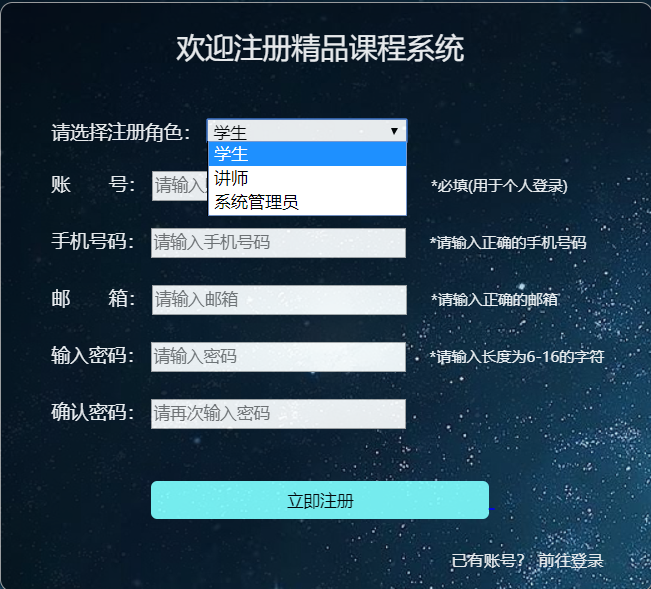 欢迎注册精品课程系统
请选择注册角色： 学生
学生
讲师
系统管理员
账 号： 请输入 *必填(用于个人登录)
手机号码： 请输入手机号码 *请输入正确的手机号码
邮 箱： 请输入邮箱 *请输入正确的邮箱
输入密码： 请输入密码 *请输入长度为6-16的字符
确认密码： 请再次输入密码
立即注册
已有账号? 前往登录